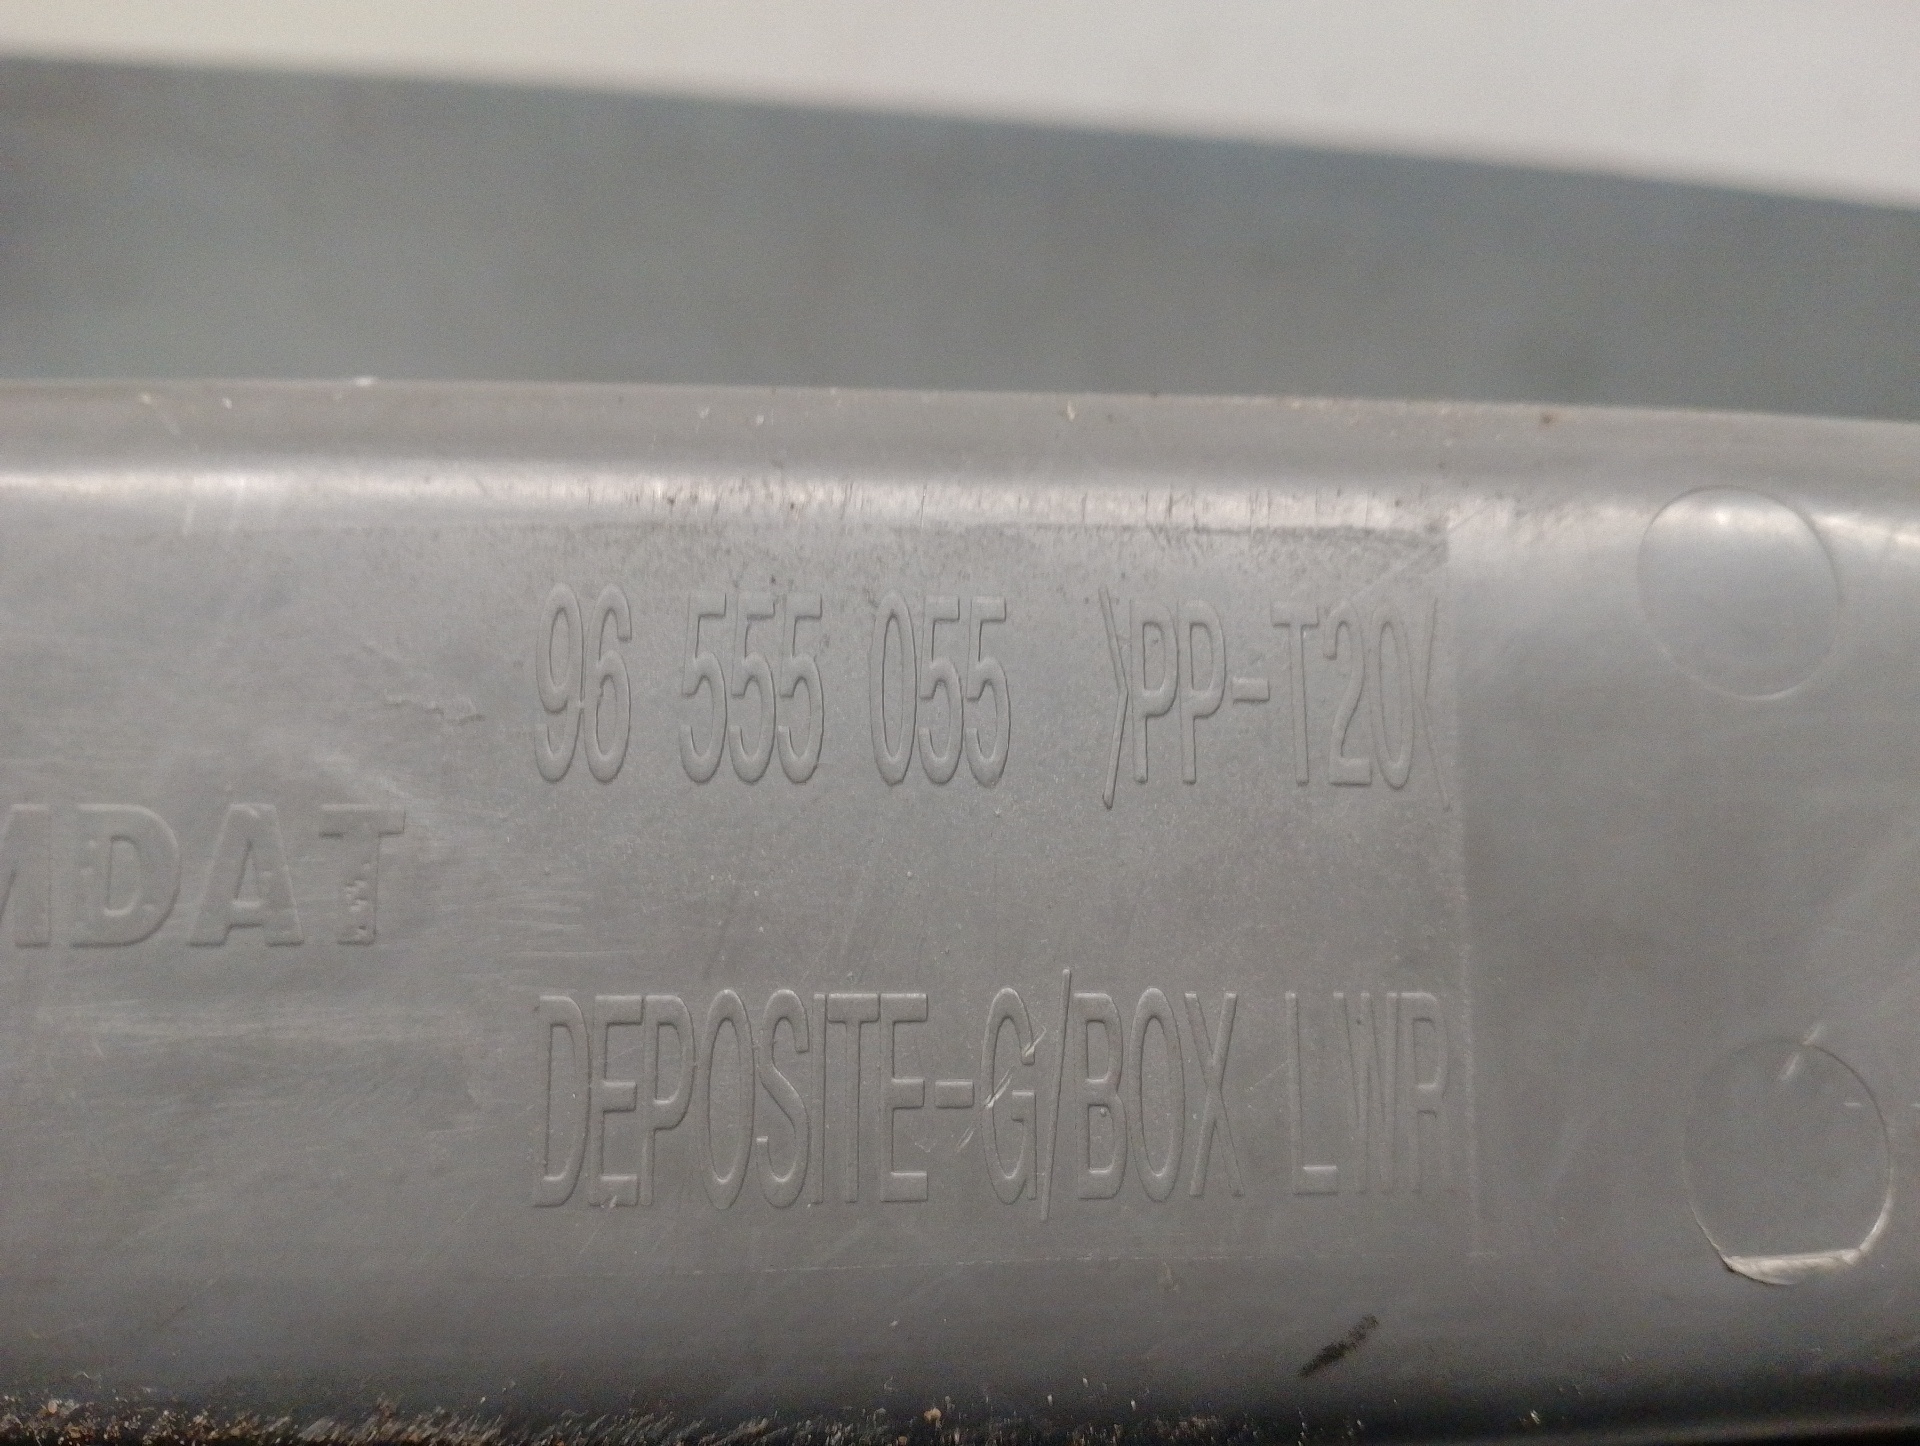 96 555 055 >PP-T20<
MDAT
DEPOSITE-G/BOX LWR